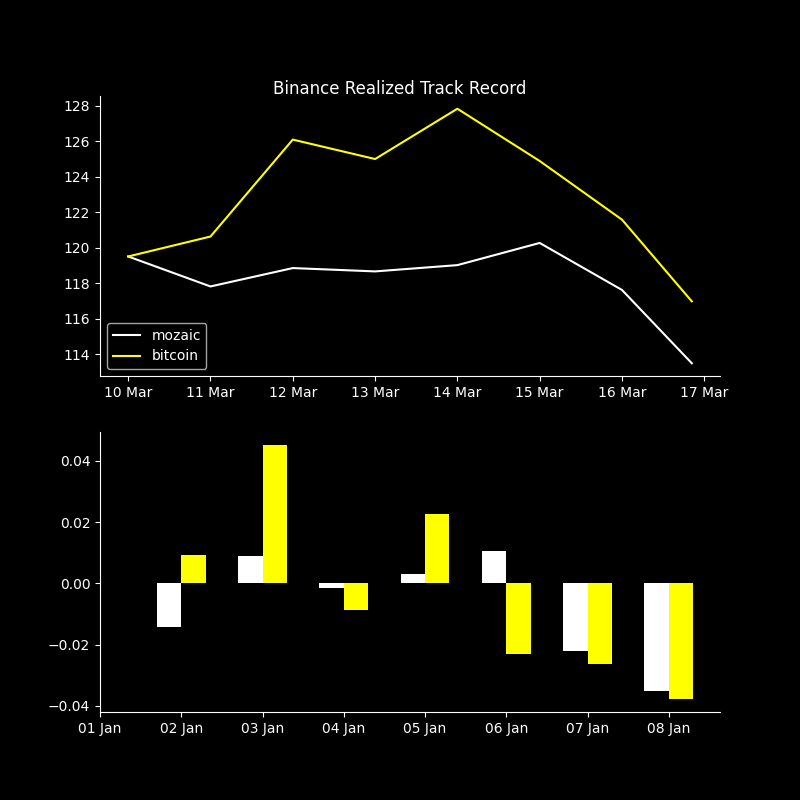 Binance Realized Track Record
128
126
124
122
120
118
116
114
mozaic
bitcoin
10 Mar 11 Mar 12 Mar 13 Mar 14 Mar 15 Mar 16 Mar 17 Mar
0.04
0.02
0.00
−0.02
−0.04
01 Jan 02 Jan 03 Jan 04 Jan 05 Jan 06 Jan 07 Jan 08 Jan